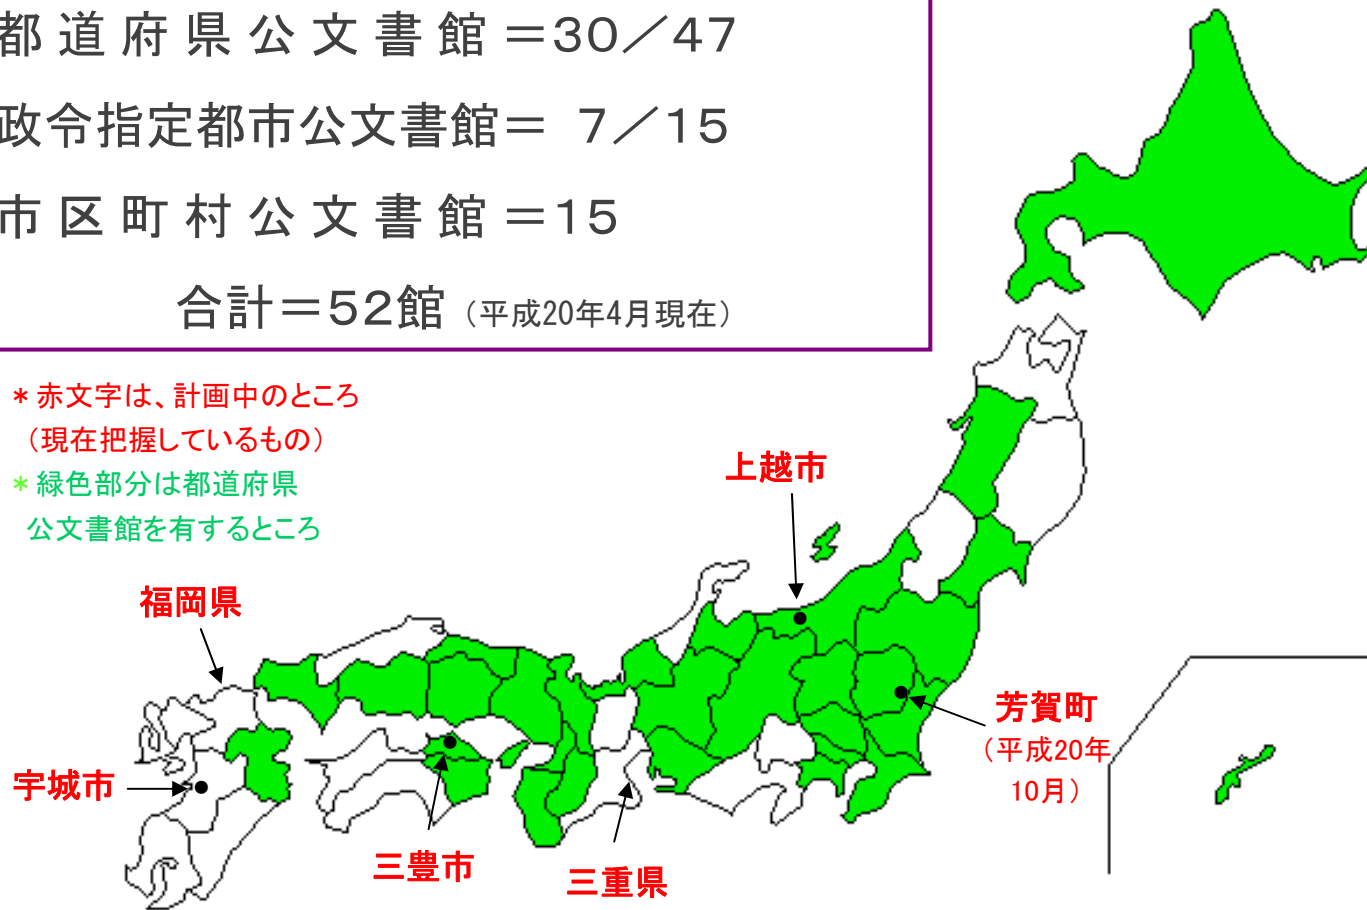 都道府県公文書館＝30／47
政令指定都市公文書館＝ 7／15
市区町村公文書館＝15
合計＝52館（平成20年4月現在）
＊赤文字は、計画中のところ
（現在把握しているもの）
＊緑色部分は都道府県
公文書館を有するところ
上越市
福岡県
芳賀町
（平成20年
10月）
宇城市
三豊市
三重県